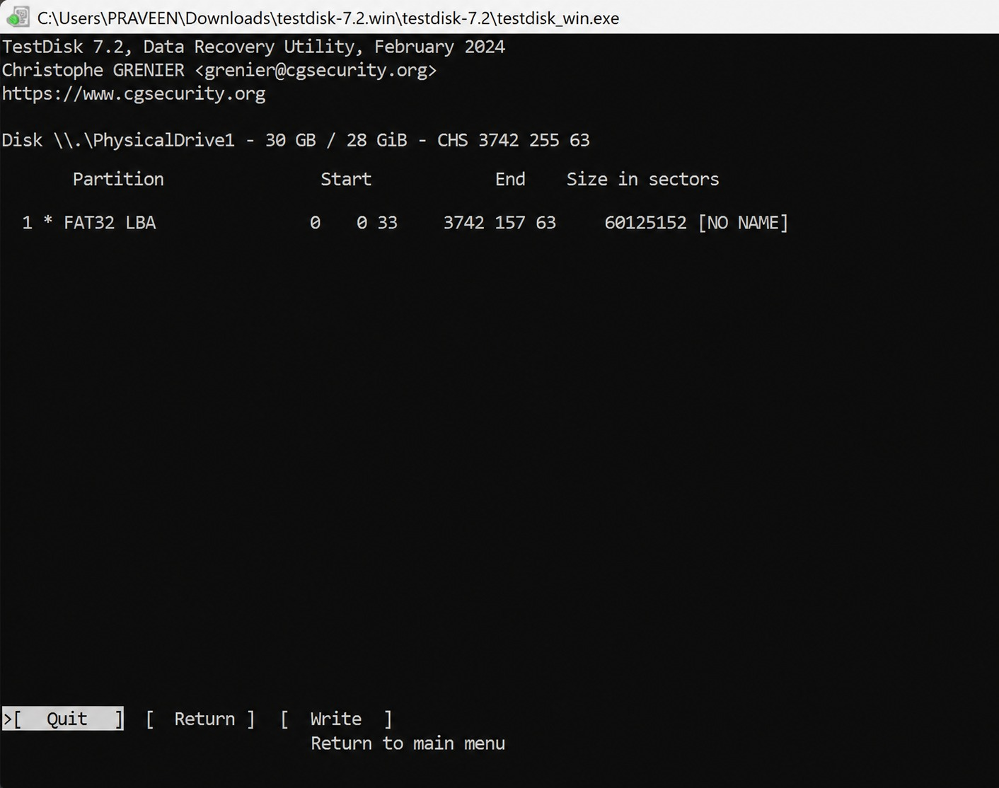 C:\Users\PRAVEEN\Downloads\testdisk-7.2.win\testdisk-7.2\testdisk_win.exe
TestDisk 7.2, Data Recovery Utility, February 2024
Christophe GRENIER <grenier@cgsecurity.org>
https://www.cgsecurity.org
Disk \\.\PhysicalDrive1 - 30 GB / 28 GiB - CHS 3742 255 63
Partition Start End Size in sectors
1 * FAT32 LBA 0 0 33 3742 157 63 60125152 [NO NAME]
>[ Quit ] [ Return ] [ Write ]
Return to main menu